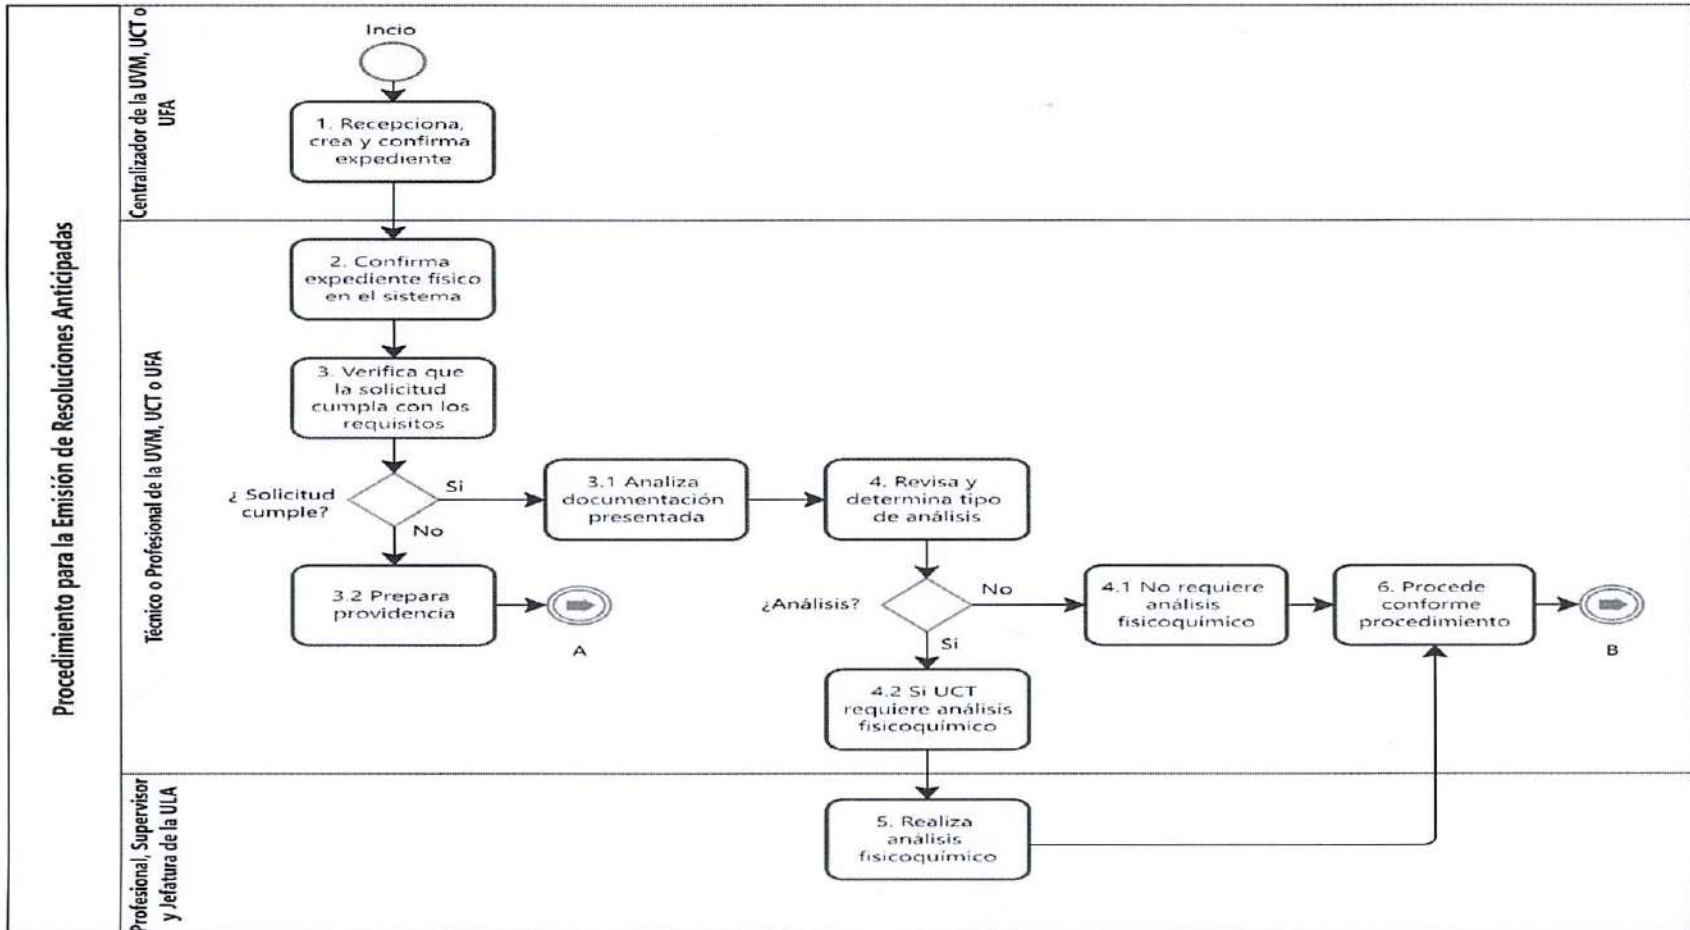 Procedimiento para la Emisión de Resoluciones Anticipadas
Centralizador de la UVM, UCT o
UFA
Incio
1. Recepciona,
crea y confirma
expediente
Técnico o Profesional de la UVM, UCT o UFA
2. Confirma
expediente físico
en el sistema
3. Verifica que
la solicitud
cumpla con los
requisitos
¿ Solicitud
cumple?
Si
No
3.1 Analiza
documentación
presentada
4. Revisa y
determina tipo
de análisis
3.2 Prepara
providencia
A
¿Análisis?
No
Si
4.1 No requiere
análisis
fisicoquímico
6. Procede
conforme
procedimiento
B
4.2 Si UCT
requiere análisis
fisicoquímico
Profesional, Supervisor
y Jefatura de la ULA
5. Realiza
análisis
fisicoquímico